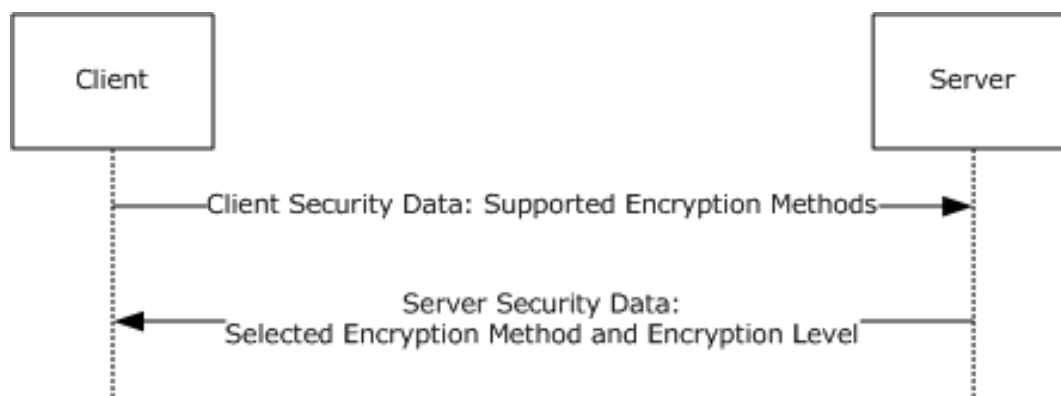 Client
Server
Client Security Data: Supported Encryption Methods
Server Security Data:
Selected Encryption Method and Encryption Level